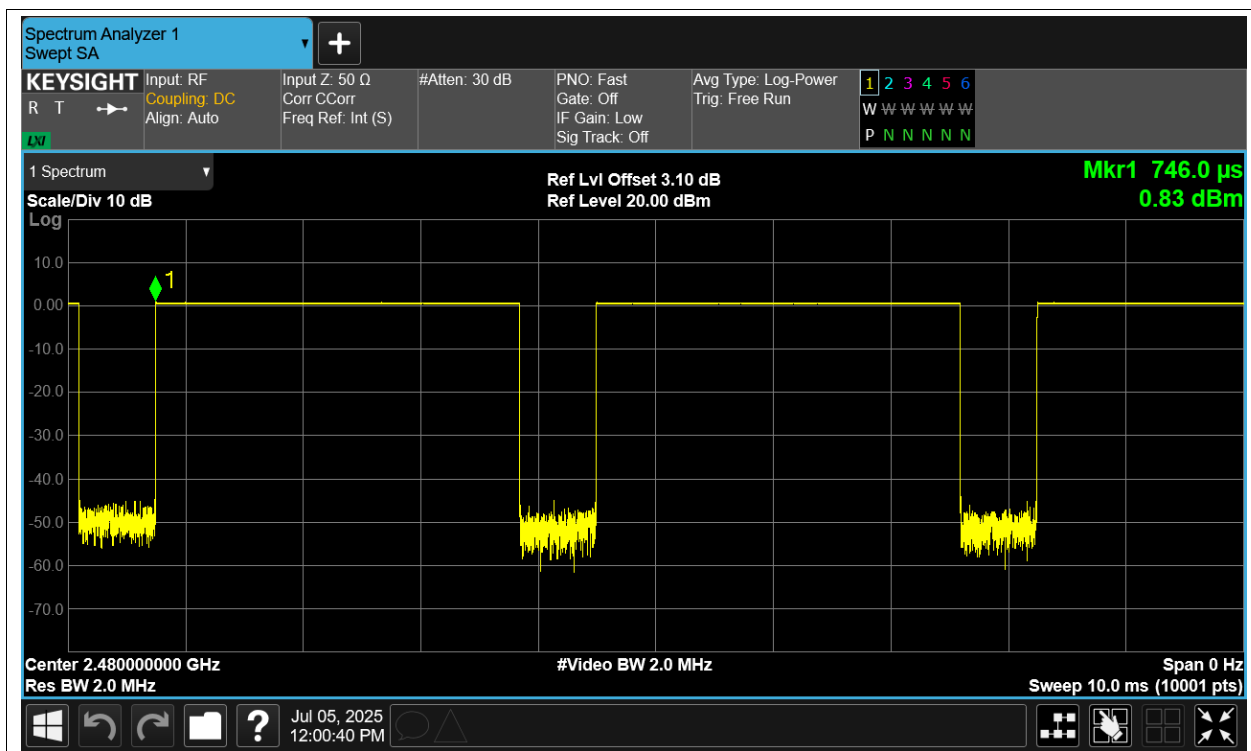 Spectrum Analyzer 1
Swept SA
KEYSIGHT
R T
LXI
Input: RF
Coupling: DC
Align: Auto
Input Z: 50 Ω
Corr CCorr
Freq Ref: Int (S)
#Atten: 30 dB
PNO: Fast
Gate: Off
IF Gain: Low
Sig Track: Off
Avg Type: Log-Power
Trig: Free Run
1 2 3 4 5 6
W W W W W W
P N N N N N
1 Spectrum
Scale/Div 10 dB
Ref Lvl Offset 3.10 dB
Ref Level 20.00 dBm
Mkr1 746.0 µs
0.83 dBm
Log
10.0
0.00
-10.0
-20.0
-30.0
-40.0
-50.0
-60.0
-70.0
1
Center 2.480000000 GHz
#Video BW 2.0 MHz
Span 0 Hz
Res BW 2.0 MHz
Sweep 10.0 ms (10001 pts)
?
Jul 05, 2025
12:00:40 PM